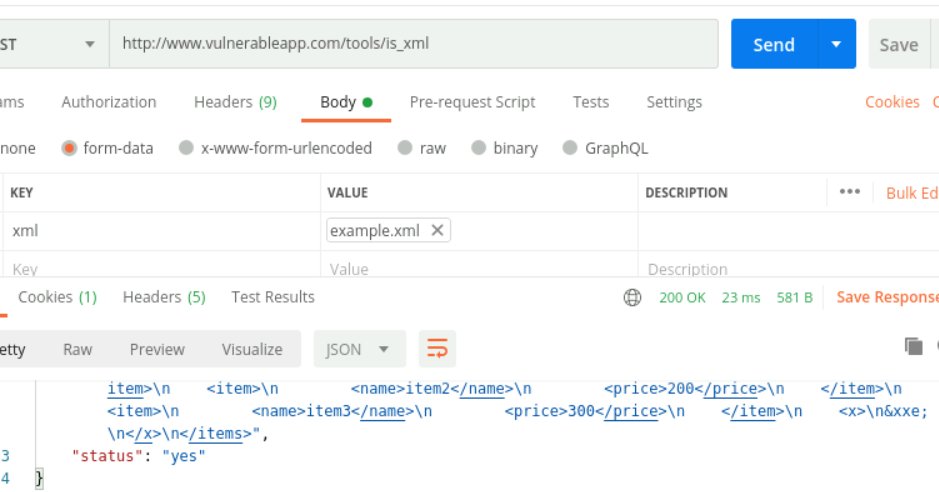 ST http://www.vulnerableapp.com/tools/is_xml Send Save
ams Authorization Headers (9) Body Pre-request Script Tests Settings Cookies
none form-data x-www-form-urlencoded raw binary GraphQL
KEY VALUE DESCRIPTION ••• Bulk Ed
xml example.xml
Key Value Description
Cookies (1) Headers (5) Test Results 200 OK 23 ms 581 B Save Response
etty Raw Preview Visualize JSON
item>\n    <item>\n        <name>item2</name>\n        <price>200</price>\n    </item>\n
<item>\n        <name>item3</name>\n        <price>300</price>\n    </item>\n    <x>\n&xxe;
\n</x>\n</items>",
3 "status": "yes"
4 }